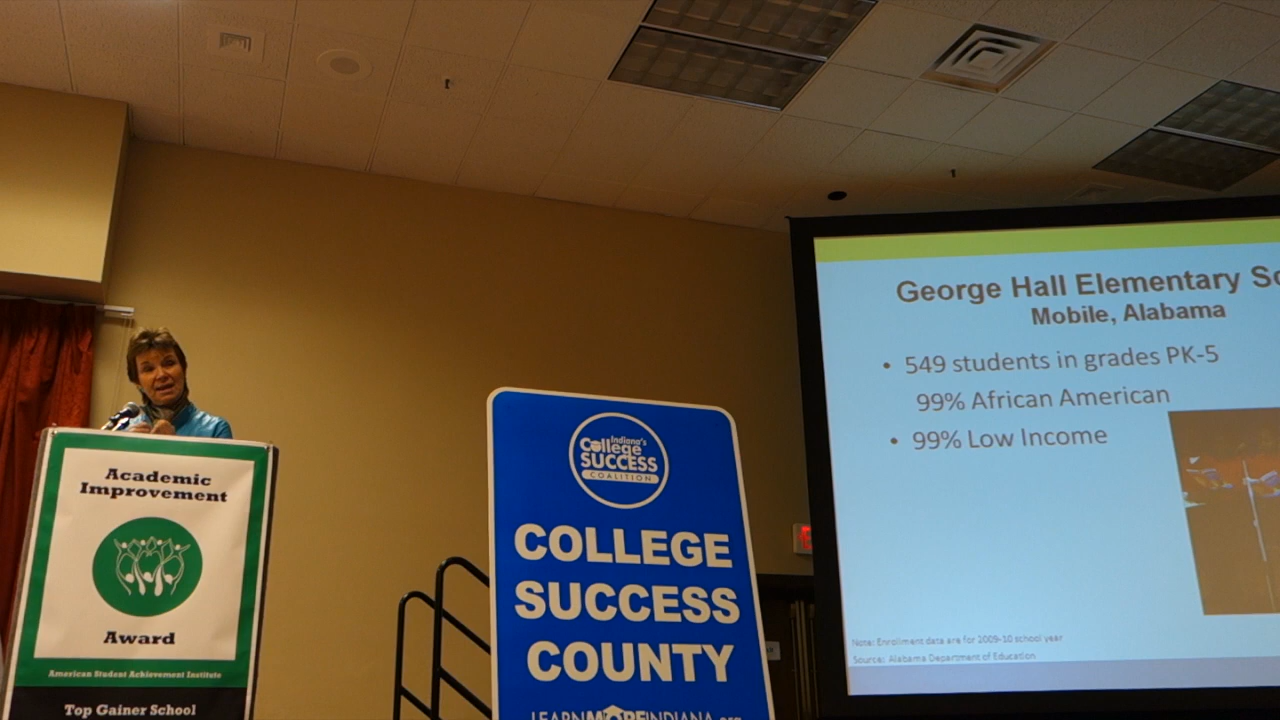 Academic
Improvement
Award
American Student Achievement Institute
Top Gainer School
Indiana's
College
SUCCESS
COALITION
COLLEGE
SUCCESS
COUNTY
LEARNMOREINDIANA.org
George Hall Elementary Sc
Mobile, Alabama
• 549 students in grades PK-5
99% African American
• 99% Low Income
Note: Enrollment data are for 2009-10 school year
Source: Alabama Department of Education